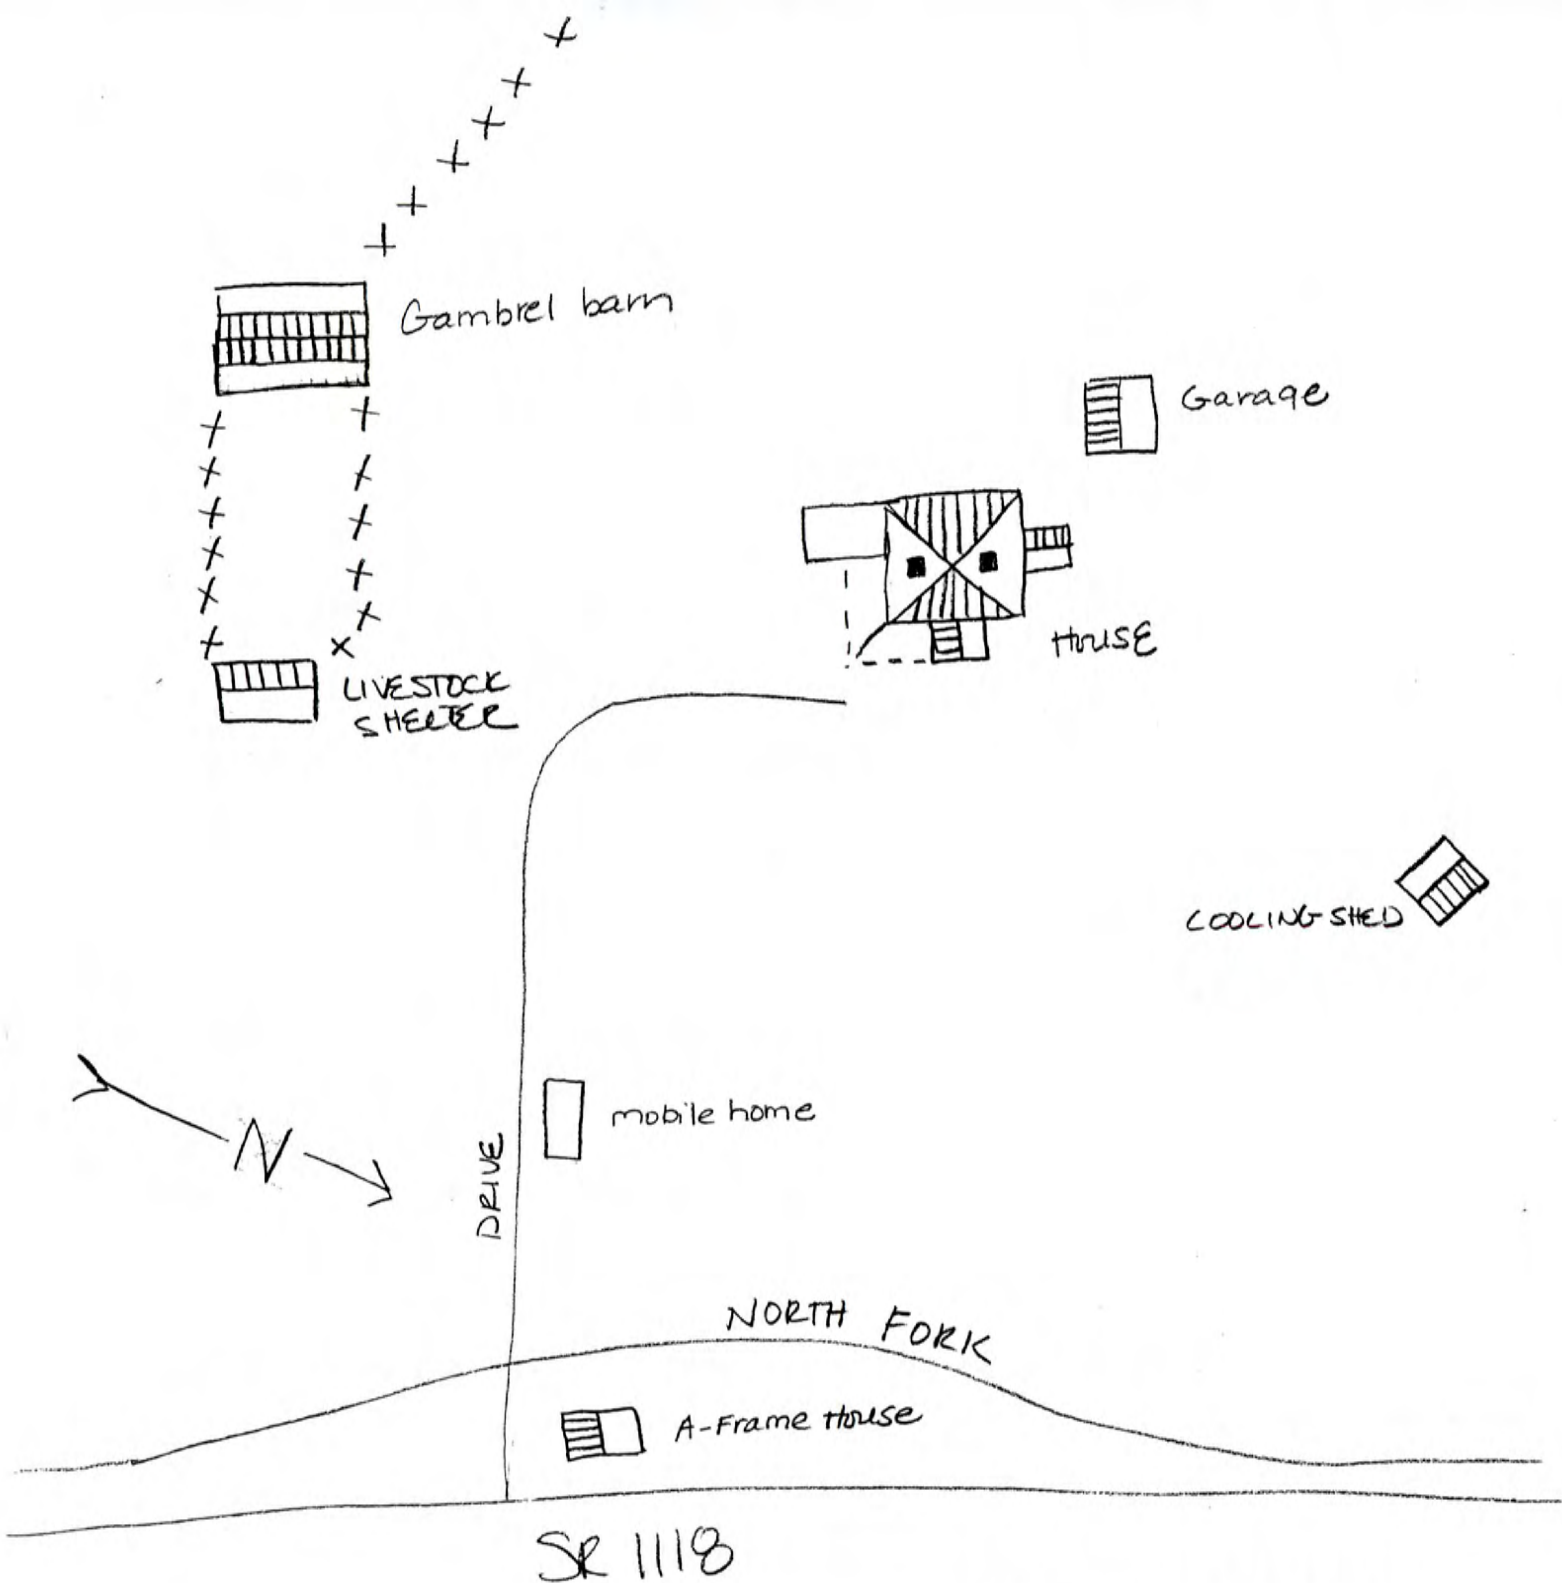 Gambrel barn
Garage
HOUSE
LIVESTOCK
SHELTER
COOLING SHED
mobile home
N
DRIVE
NORTH FORK
A-Frame House
SR 1118